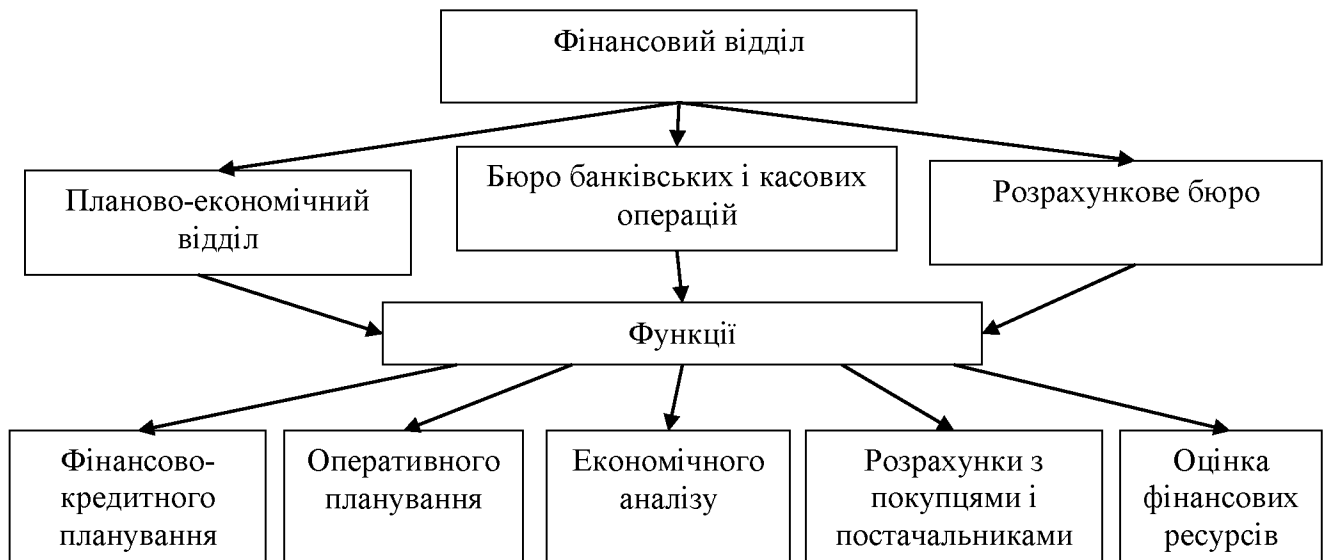 Фінансовий відділ
Планово-економічний
відділ
Бюро банківських і касових
операцій
Розрахункове бюро
Функції
Фінансово-
кредитного
планування
Оперативного
планування
Економічного
аналізу
Розрахунки з
покупцями і
постачальниками
Оцінка
фінансових
ресурсів